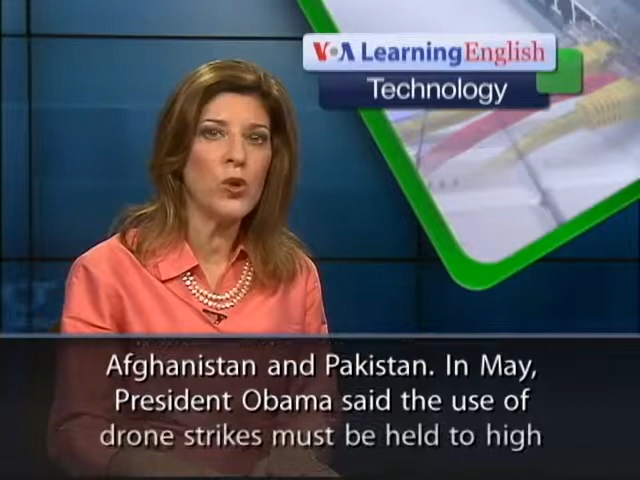 VOA Learning English
Technology
Afghanistan and Pakistan. In May,
President Obama said the use of
drone strikes must be held to high